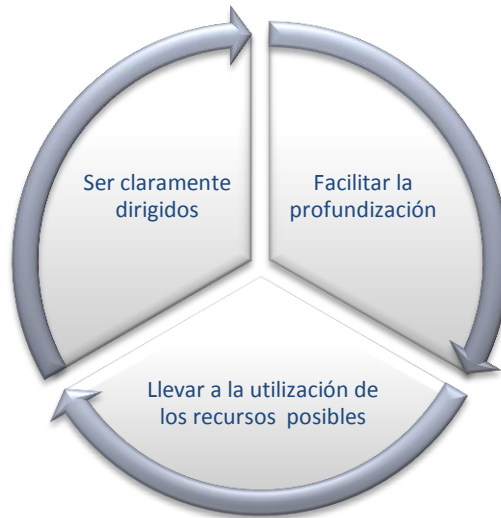 Ser claramente
dirigidos
Facilitar la
profundización
Llevar a la utilización de
los recursos  posibles